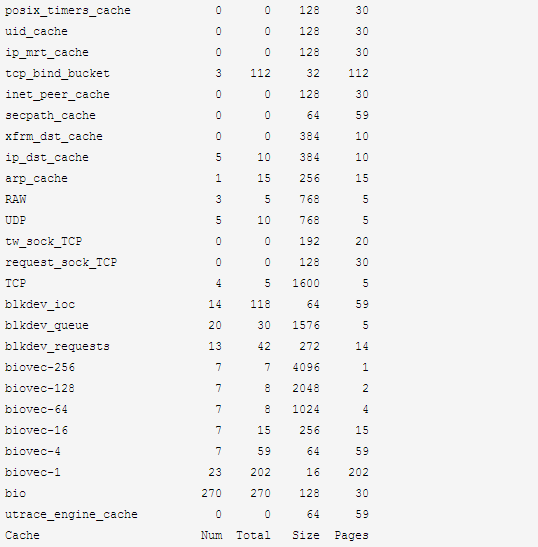 posix_timers_cache 0 0 128 30
uid_cache 0 0 128 30
ip_mrt_cache 0 0 128 30
tcp_bind_bucket 3 112 32 112
inet_peer_cache 0 0 128 30
secpath_cache 0 0 64 59
xfrm_dst_cache 0 0 384 10
ip_dst_cache 5 10 384 10
arp_cache 1 15 256 15
RAW 3 5 768 5
UDP 5 10 768 5
tw_sock_TCP 0 0 192 20
request_sock_TCP 0 0 128 30
TCP 4 5 1600 5
blkdev_ioc 14 118 64 59
blkdev_queue 20 30 1576 5
blkdev_requests 13 42 272 14
biovec-256 7 7 4096 1
biovec-128 7 8 2048 2
biovec-64 7 8 1024 4
biovec-16 7 15 256 15
biovec-4 7 59 64 59
biovec-1 23 202 16 202
bio 270 270 128 30
utrace_engine_cache 0 0 64 59
Cache Num Total Size Pages